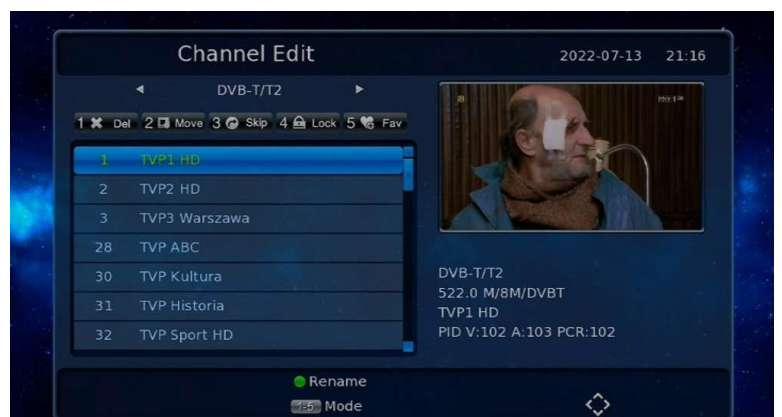 Channel Edit
2022-07-13 21:16
DVB-T/T2
1 Del 2 Move 3 Skip 4 Lock 5 Fav
1 TVP1 HD
2 TVP2 HD
3 TVP3 Warszawa
28 TVP ABC
30 TVP Kultura
31 TVP Historia
32 TVP Sport HD
DVB-T/T2
522.0 M/8M/DVBT
TVP1 HD
PID V:102 A:103 PCR:102
Rename
1-5 Mode